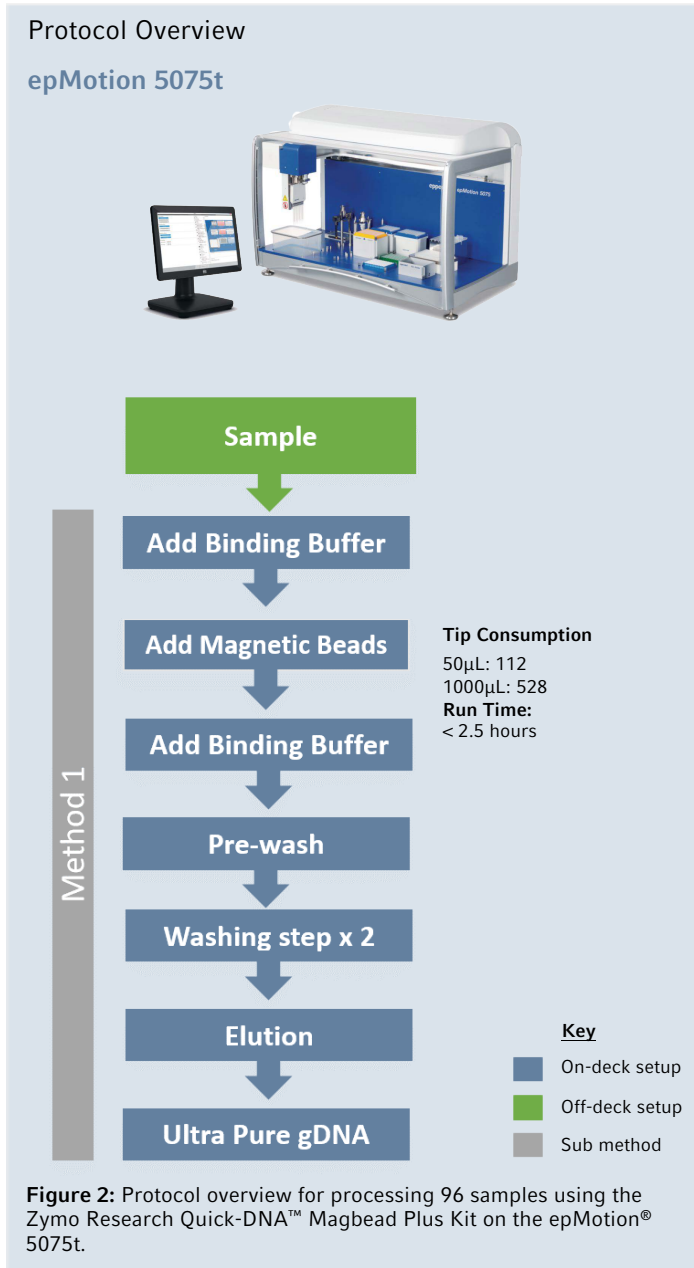 Protocol Overview
epMotion 5075t
epMotion 5075
Sample
Method 1
Add Binding Buffer
Add Magnetic Beads
Add Binding Buffer
Pre-wash
Washing step x 2
Elution
Ultra Pure gDNA
Tip Consumption
50µL: 112
1000µL: 528
Run Time:
< 2.5 hours
Key
On-deck setup
Off-deck setup
Sub method
Figure 2: Protocol overview for processing 96 samples using the
Zymo Research Quick-DNA™ Magbead Plus Kit on the epMotion®
5075t.